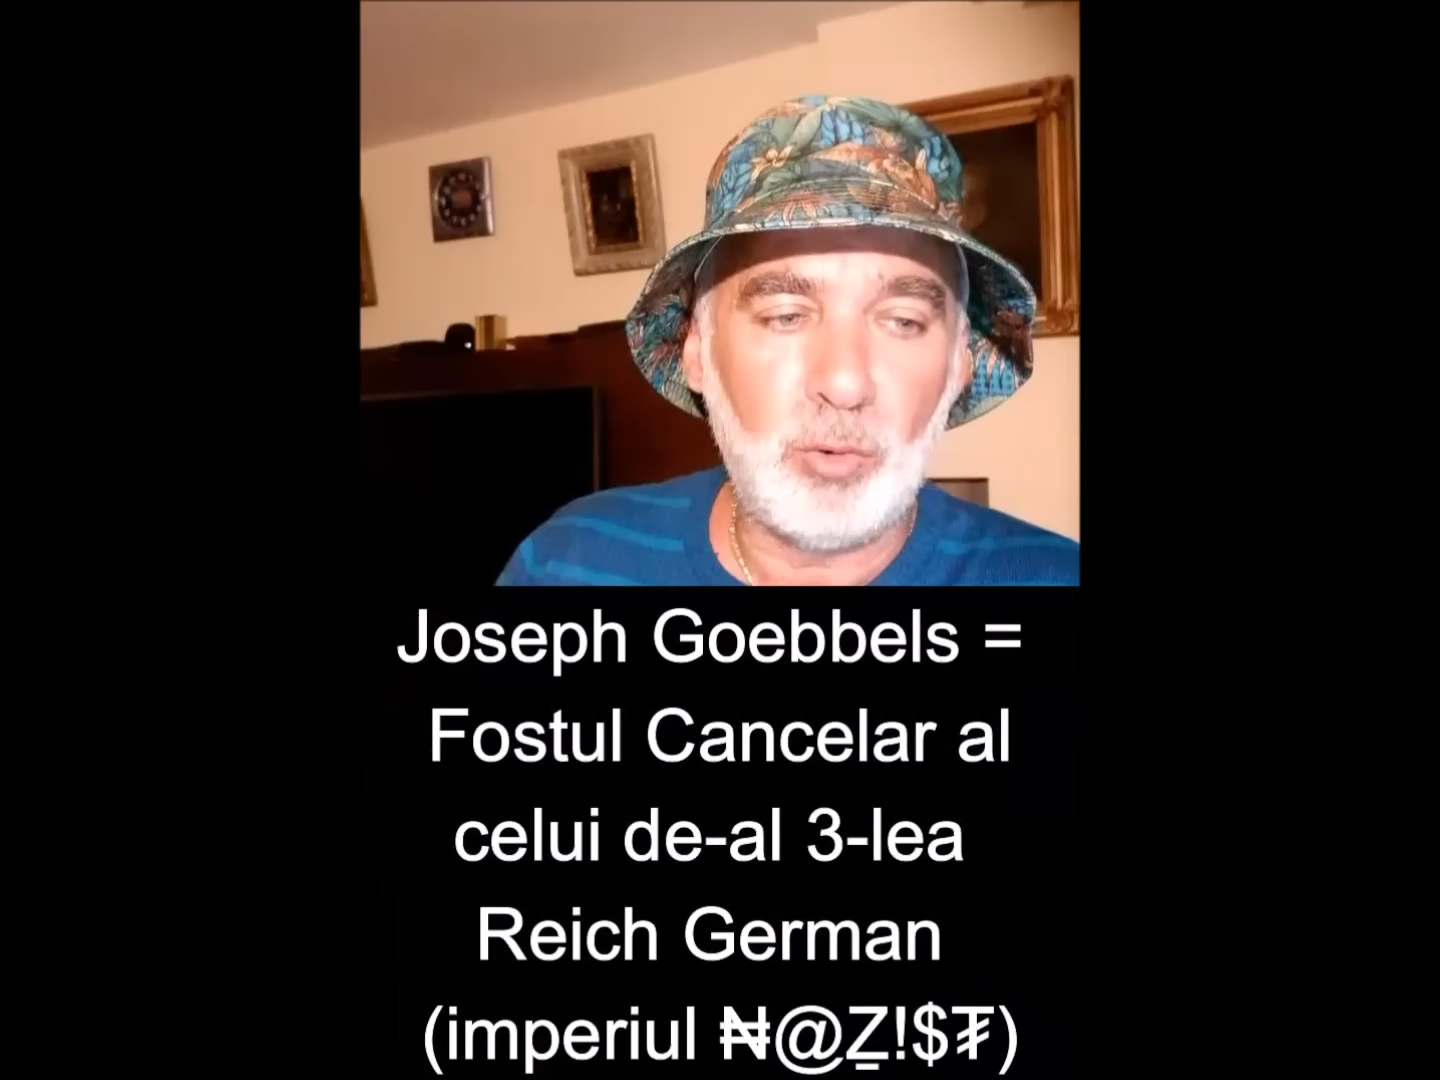 Joseph Goebbels =
Fostul Cancelar al
celui de-al 3-lea
Reich German
(imperiul ₦@Ẕ!$₮)